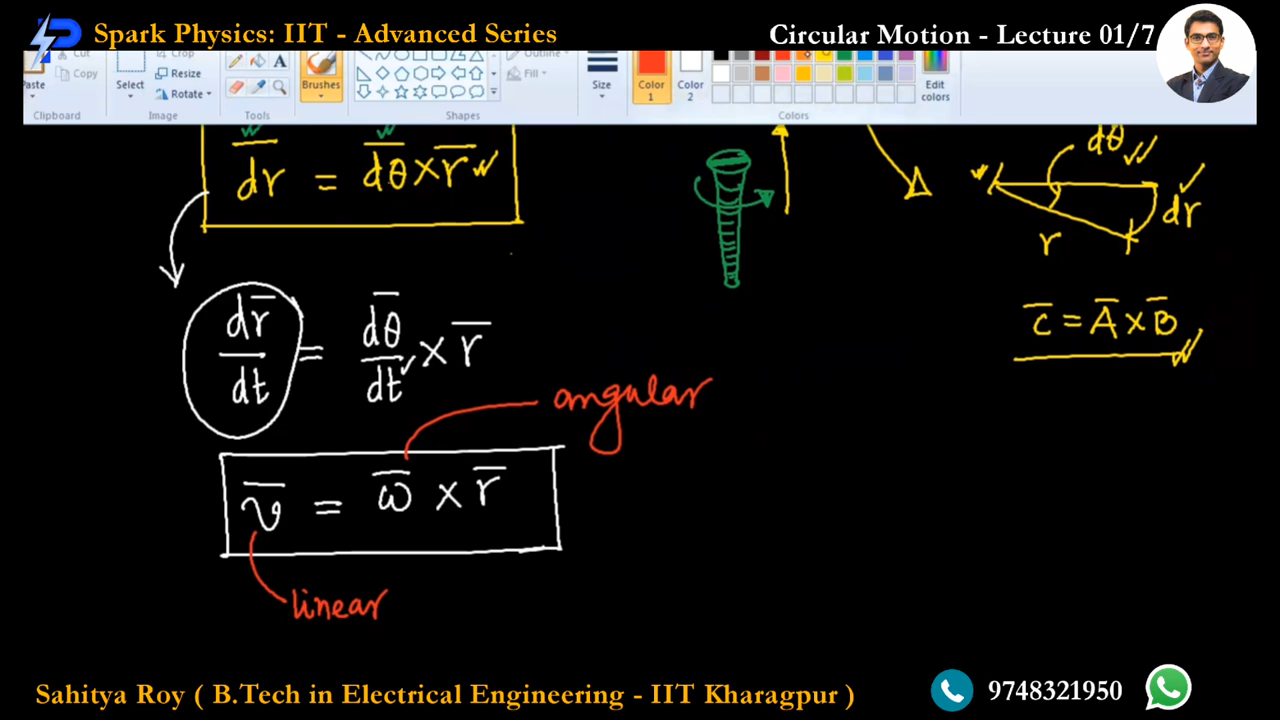 Spark Physics: IIT - Advanced Series
Circular Motion - Lecture 01/7
Cut
Copy
Paste
Clipboard
Crop
Resize
Rotate
Select
Image
Tools
Brushes
Outline
Fill
Shapes
Size
Color 1
Color 2
Edit colors
Colors
dr̅ = dθ̅ × r̅
dθ
dr
r
dr̅/dt = dθ̅/dt × r̅
c̅ = A̅ × B̅
angular
v̅ = ω̅ × r̅
linear
Sahitya Roy ( B.Tech in Electrical Engineering - IIT Kharagpur )
9748321950